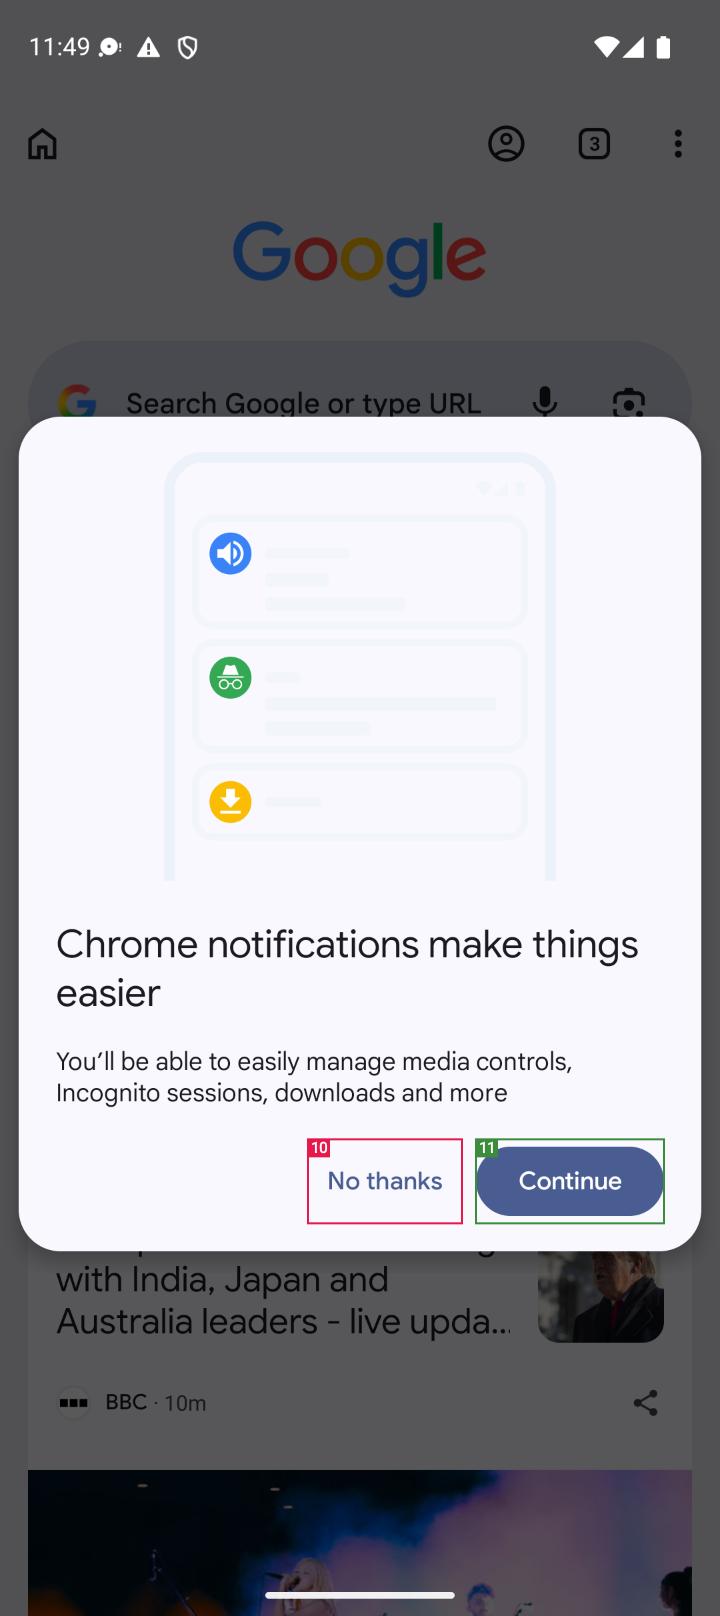 11:49
3
Google
Search Google or type URL
Chrome notifications make things
easier
You'll be able to easily manage media controls,
Incognito sessions, downloads and more
10
No thanks
11
Continue
with India, Japan and
Australia leaders - live upda...
BBC · 10m